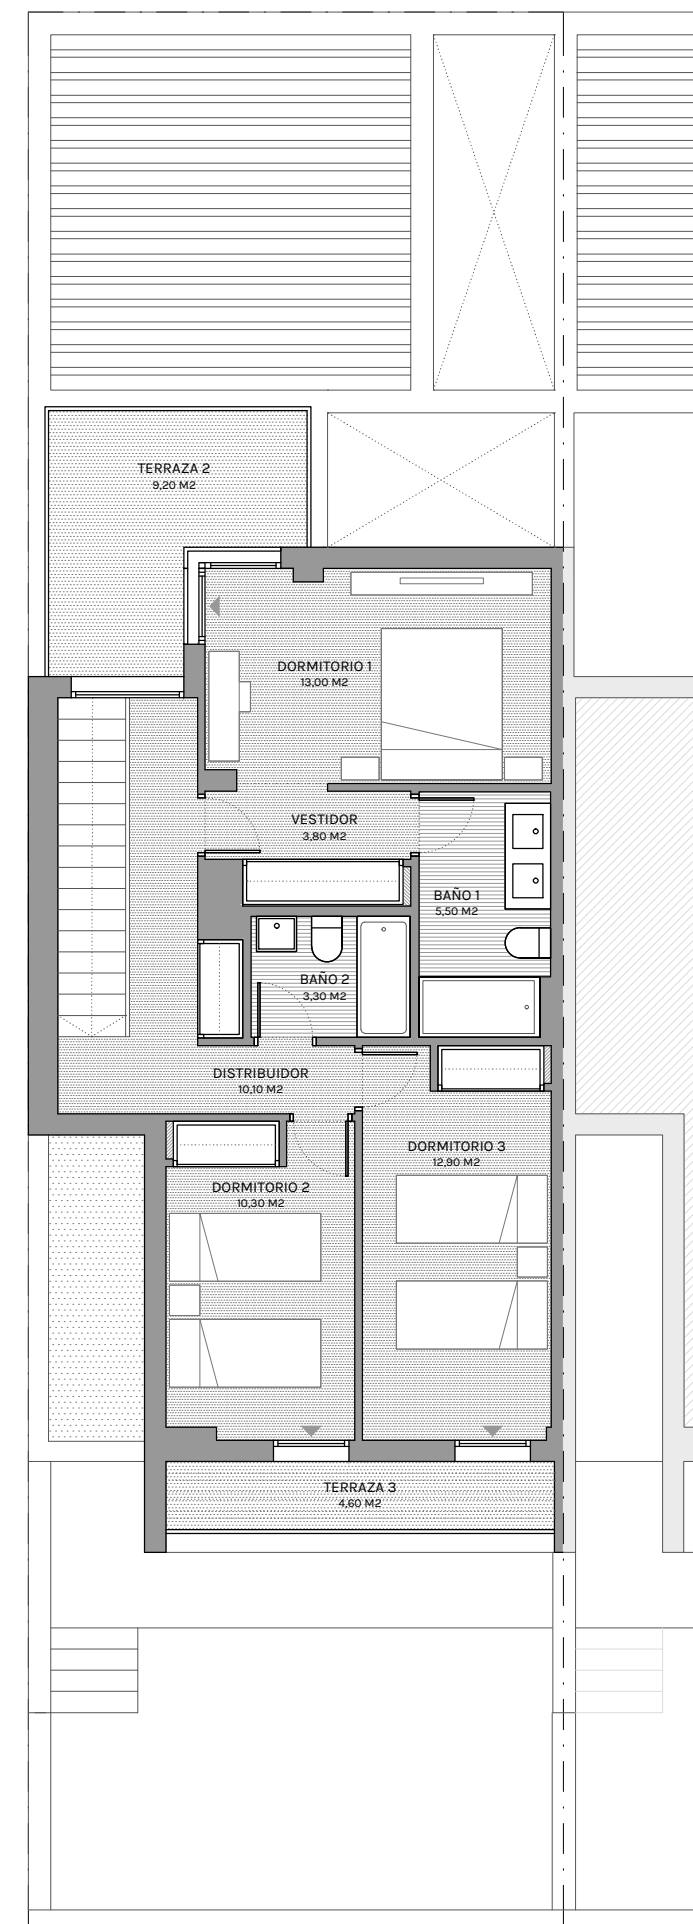 TERRAZA 2
9,20 M2
DORMITORIO 1
13,00 M2
VESTIDOR
3,80 M2
BAÑO 1
5,50 M2
BAÑO 2
3,30 M2
DISTRIBUIDOR
10,10 M2
DORMITORIO 3
12,90 M2
DORMITORIO 2
10,30 M2
TERRAZA 3
4,60 M2